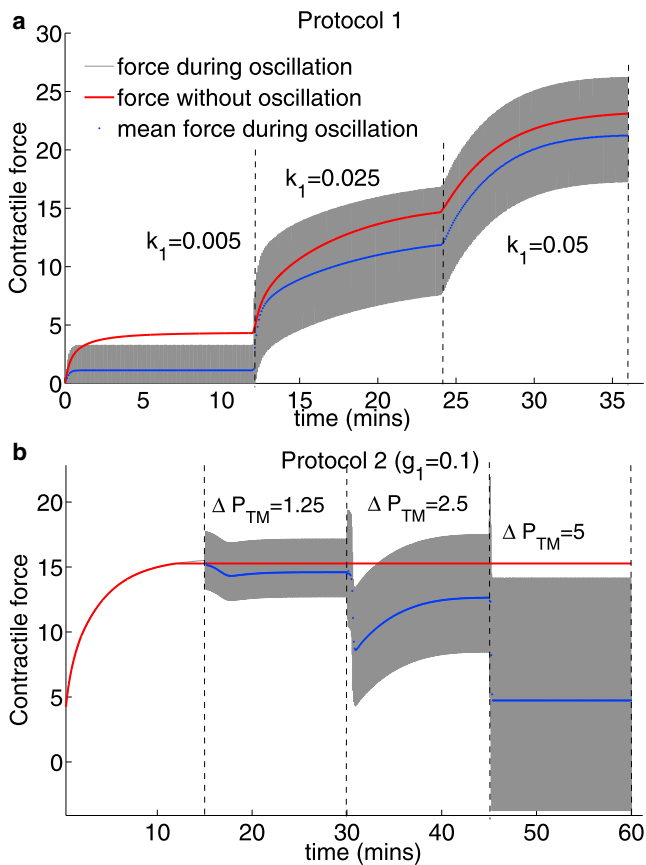 a
Protocol 1
30
25
20
15
10
5
0
Contractile force
force during oscillation
force without oscillation
mean force during oscillation
k1=0.005
k1=0.025
k1=0.05
0 5 10 15 20 25 30 35
time (mins)
b
Protocol 2 (g1=0.1)
20
15
10
5
0
Contractile force
Δ PTM=1.25
Δ PTM=2.5
Δ PTM=5
10 20 30 40 50 60
time (mins)